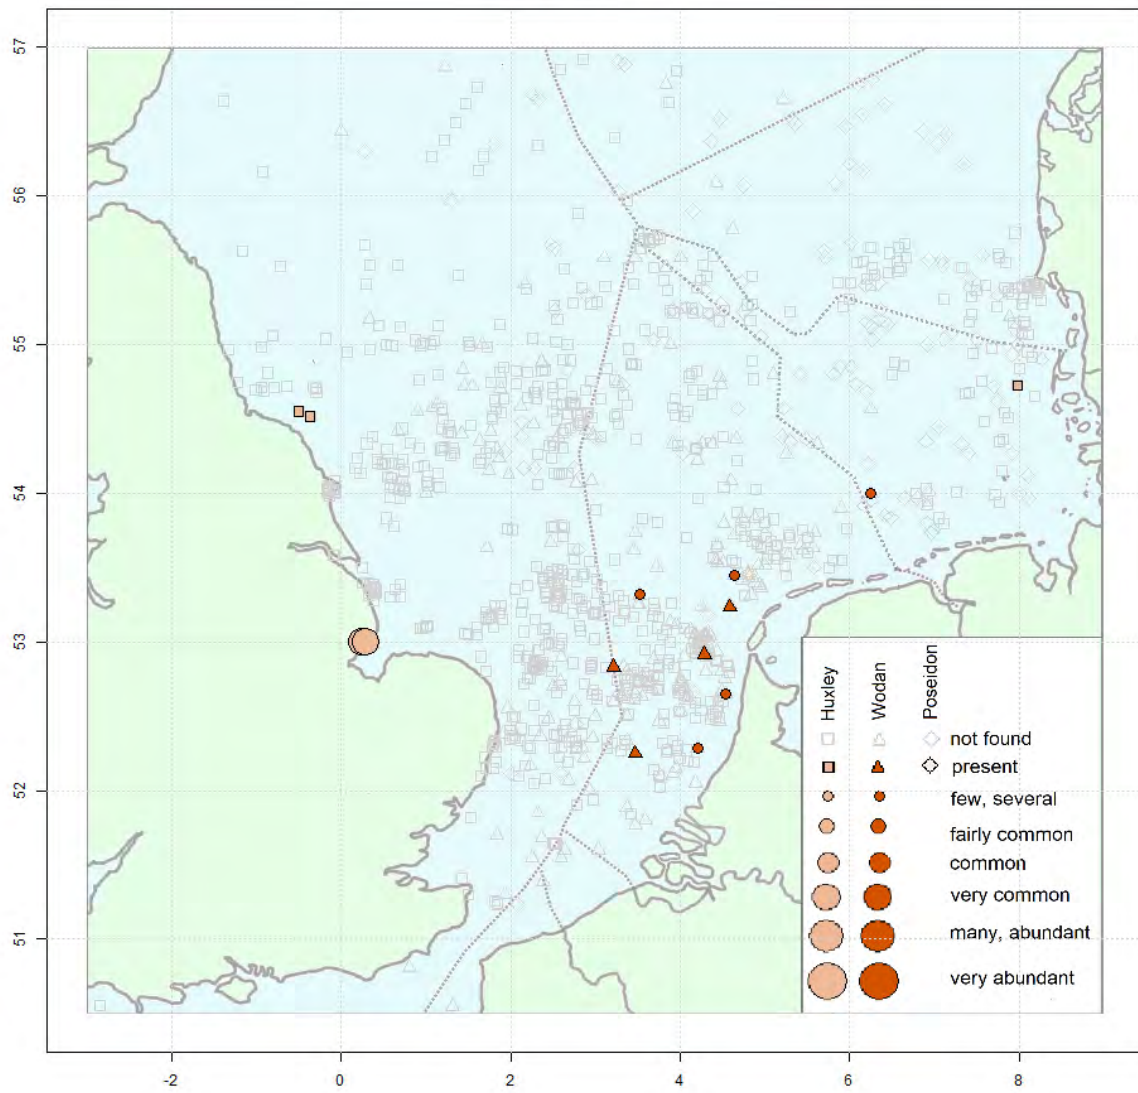 57
56
55
54
53
52
51
Huxley
Wodan
Poseidon
not found
present
few, several
fairly common
common
very common
many, abundant
very abundant
-2 0 2 4 6 8